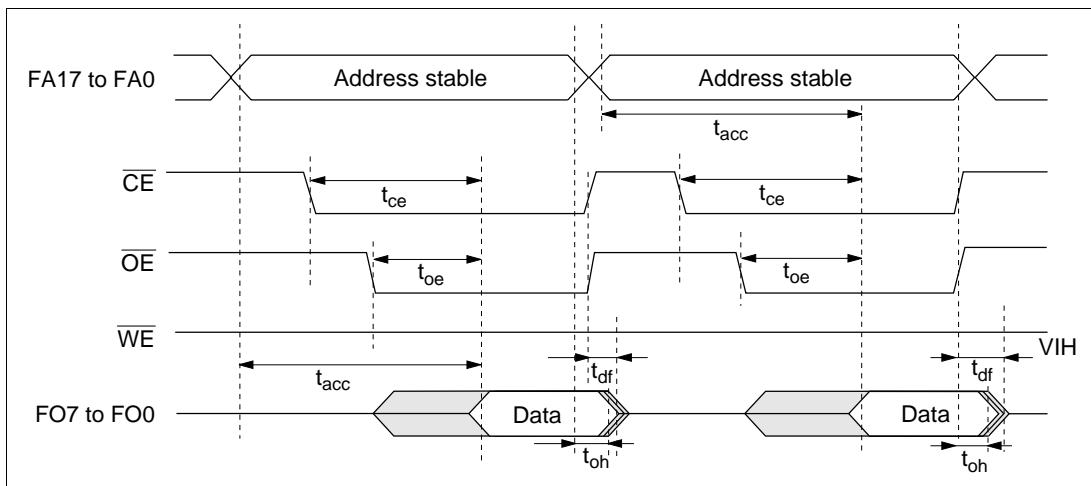 FA17 to FA0
Address stable
Address stable
tacc
CE
tce
tce
OE
toe
toe
WE
VIH
tacc
tdf
tdf
FO7 to FO0
Data
Data
toh
toh